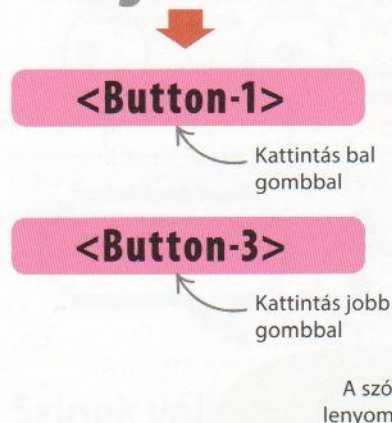 <Button-1>
Kattintás bal
gombbal
<Button-3>
Kattintás jobb
gombbal
A szó
lenyom